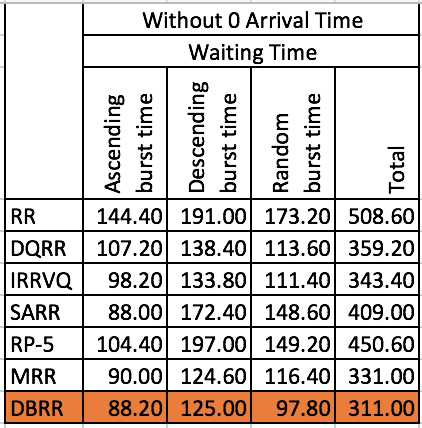 Without 0 Arrival Time
Waiting Time
Ascending burst time Descending burst time Random burst time Total
RR 144.40 191.00 173.20 508.60
DQRR 107.20 138.40 113.60 359.20
IRRVQ 98.20 133.80 111.40 343.40
SARR 88.00 172.40 148.60 409.00
RP-5 104.40 197.00 149.20 450.60
MRR 90.00 124.60 116.40 331.00
DBRR 88.20 125.00 97.80 311.00